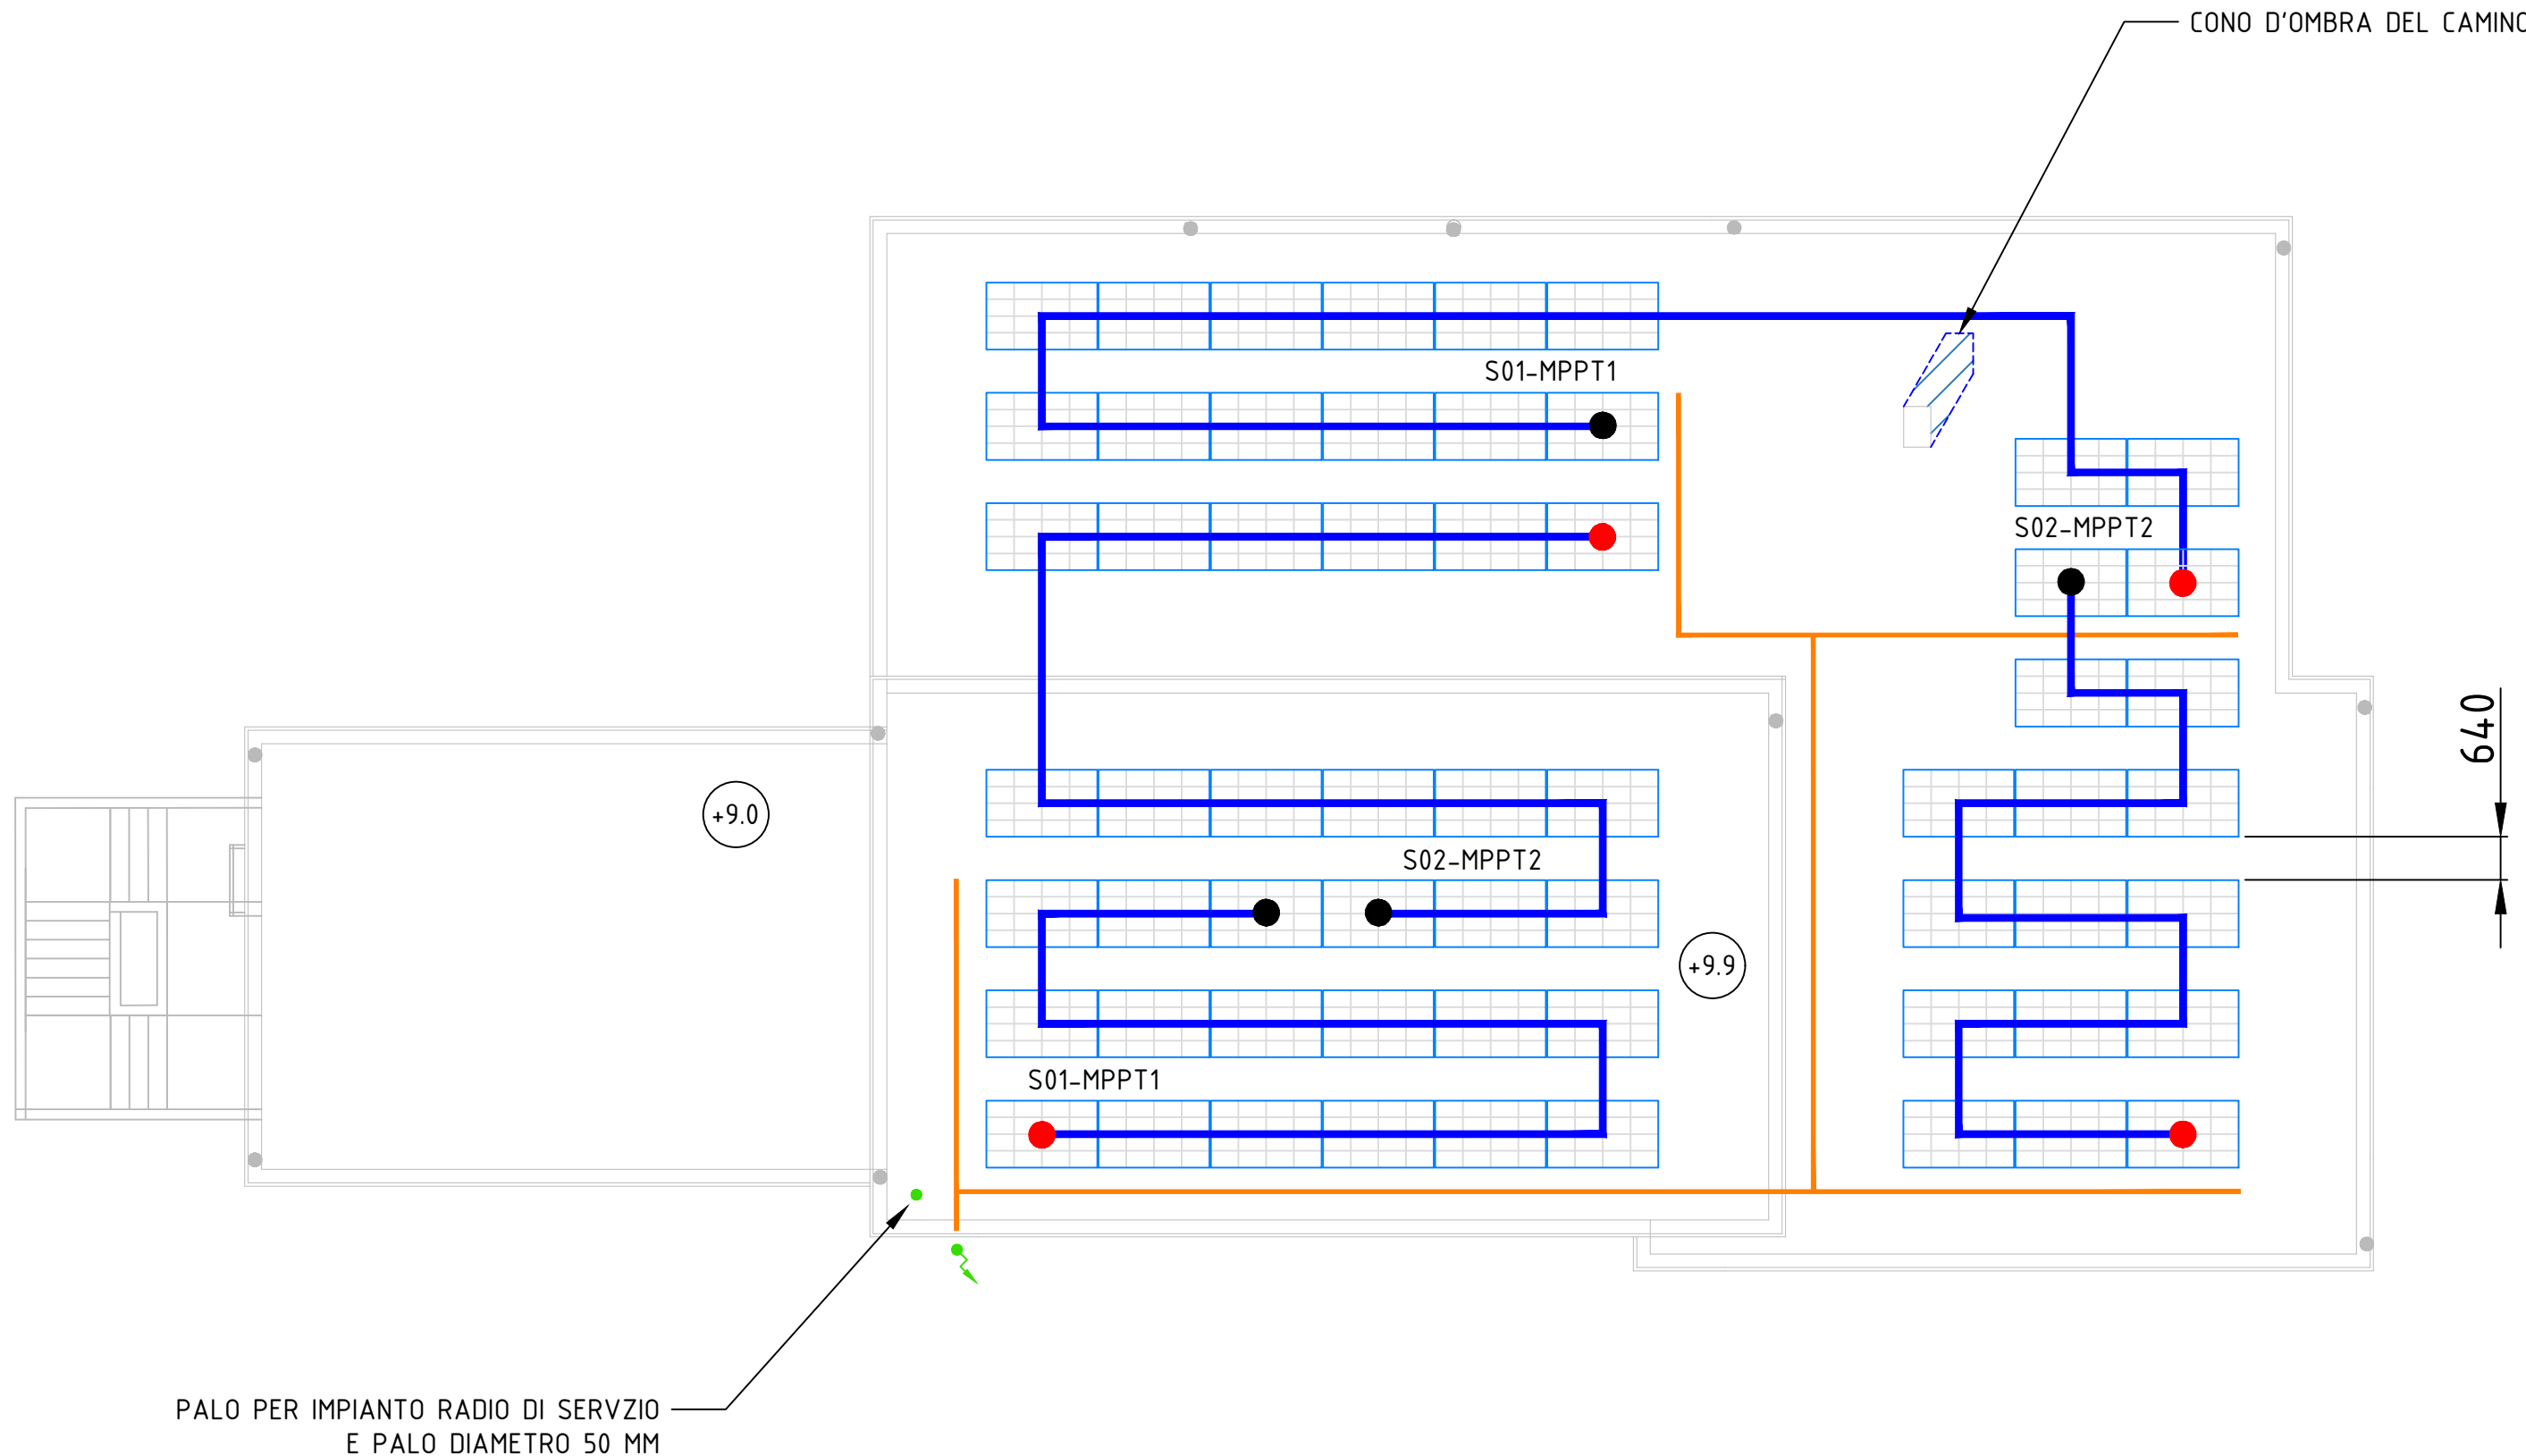 CONO D'OMBRA DEL CAMINO
S01-MPPT1
S02-MPPT2
640
+9.0
S02-MPPT2
+9.9
S01-MPPT1
PALO PER IMPIANTO RADIO DI SERVZIO
E PALO DIAMETRO 50 MM